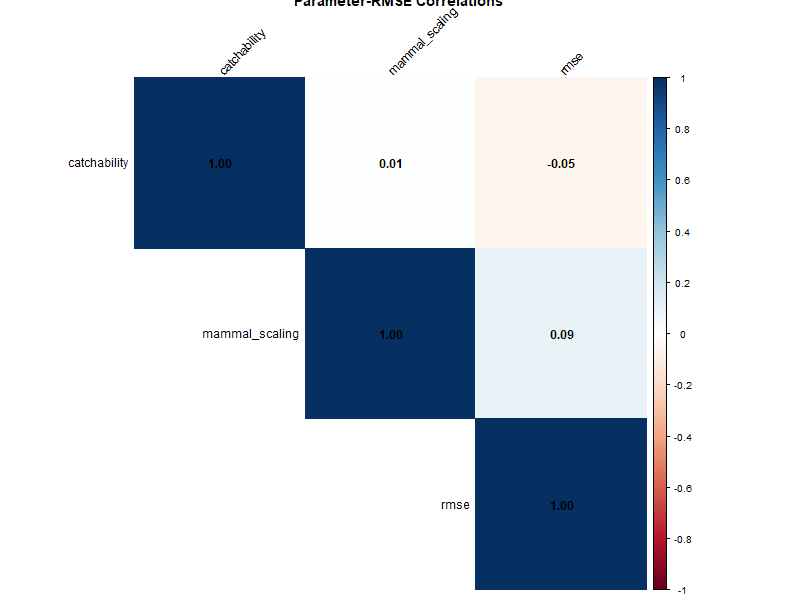 Parameter-RMSE Correlations
catchability
mammal_scaling
rmse
catchability
1.00
0.01
-0.05
mammal_scaling
1.00
0.09
rmse
1.00
1
0.8
0.6
0.4
0.2
0
-0.2
-0.4
-0.6
-0.8
-1